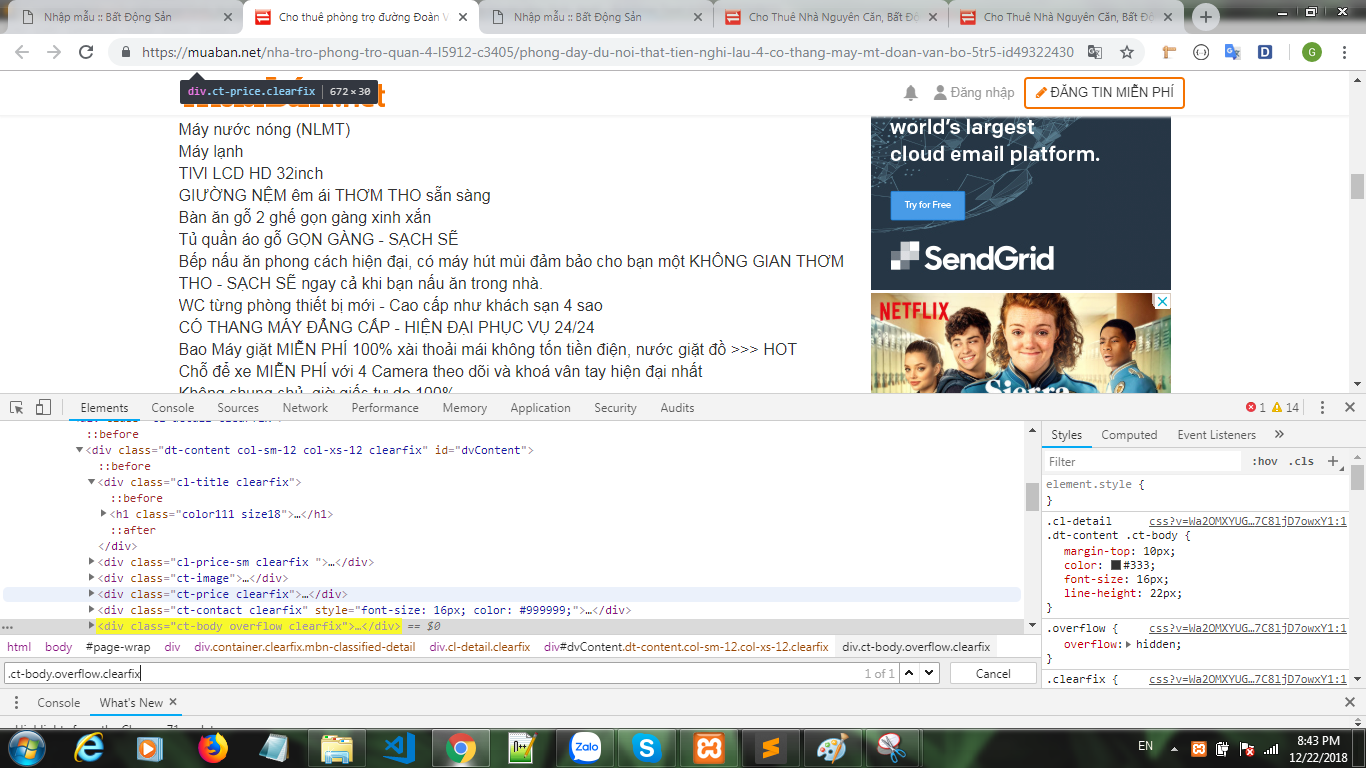 Nhập mẫu :: Bất Động Sản
Cho thuê phòng trọ đường Đoàn V
Nhập mẫu :: Bất Động Sản
Cho Thuê Nhà Nguyên Căn, Bất Đ
Cho Thuê Nhà Nguyên Căn, Bất Đ
https://muaban.net/nha-tro-phong-tro-quan-4-l5912-c3405/phong-day-du-noi-that-tien-nghi-lau-4-co-thang-may-mt-doan-van-bo-5tr5-id49322430
G
div.ct-price.clearfix | 672×30
Đăng nhập
ĐĂNG TIN MIỄN PHÍ
Máy nước nóng (NLMT)
Máy lạnh
TIVI LCD HD 32inch
GIƯỜNG NỆM êm ái THƠM THO sẵn sàng
Bàn ăn gỗ 2 ghế gọn gàng xinh xắn
Tủ quần áo gỗ GỌN GÀNG - SẠCH SẼ
Bếp nấu ăn phong cách hiện đại, có máy hút mùi đảm bảo cho bạn một KHÔNG GIAN THƠM
THO - SẠCH SẼ ngay cả khi bạn nấu ăn trong nhà.
WC từng phòng thiết bị mới - Cao cấp như khách sạn 4 sao
CÓ THANG MÁY ĐẲNG CẤP - HIỆN ĐẠI PHỤC VỤ 24/24
Bao Máy giặt MIỄN PHÍ 100% xài thoải mái không tốn tiền điện, nước giặt đồ >>> HOT
Chỗ để xe MIỄN PHÍ với 4 Camera theo dõi và khoá vân tay hiện đại nhất
Không chung chủ, giờ giấc tự do 100%
world's largest
cloud email platform.
Try for Free
SendGrid
NETFLIX
Sierra
Elements Console Sources Network Performance Memory Application Security Audits
1 14
::before
<div class="dt-content col-sm-12 col-xs-12 clearfix" id="dvContent">
::before
<div class="cl-title clearfix">
::before
<h1 class="color111 size18">…</h1>
::after
</div>
<div class="cl-price-sm clearfix ">…</div>
<div class="ct-image">…</div>
<div class="ct-price clearfix">…</div>
<div class="ct-contact clearfix" style="font-size: 16px; color: #999999;">…</div>
... <div class="ct-body overflow clearfix">…</div> == $0
html body #page-wrap div div.container.clearfix.mbn-classified-detail div.cl-detail.clearfix div#dvContent.dt-content.col-sm-12.col-xs-12.clearfix div.ct-body.overflow.clearfix
.ct-body.overflow.clearfix
1 of 1
Cancel
Styles Computed Event Listeners »
Filter
:hov .cls +
element.style {
}
.cl-detail css?v=Wa2OMXYUG…7C8ljD7owxY1:1
.dt-content .ct-body {
margin-top: 10px;
color: #333;
font-size: 16px;
line-height: 22px;
}
.overflow { css?v=Wa2OMXYUG…7C8ljD7owxY1:1
overflow: hidden;
}
.clearfix { css?v=Wa2OMXYUG…7C8ljD7owxY1:1
Console What's New
Zalo
EN
8:43 PM
12/22/2018